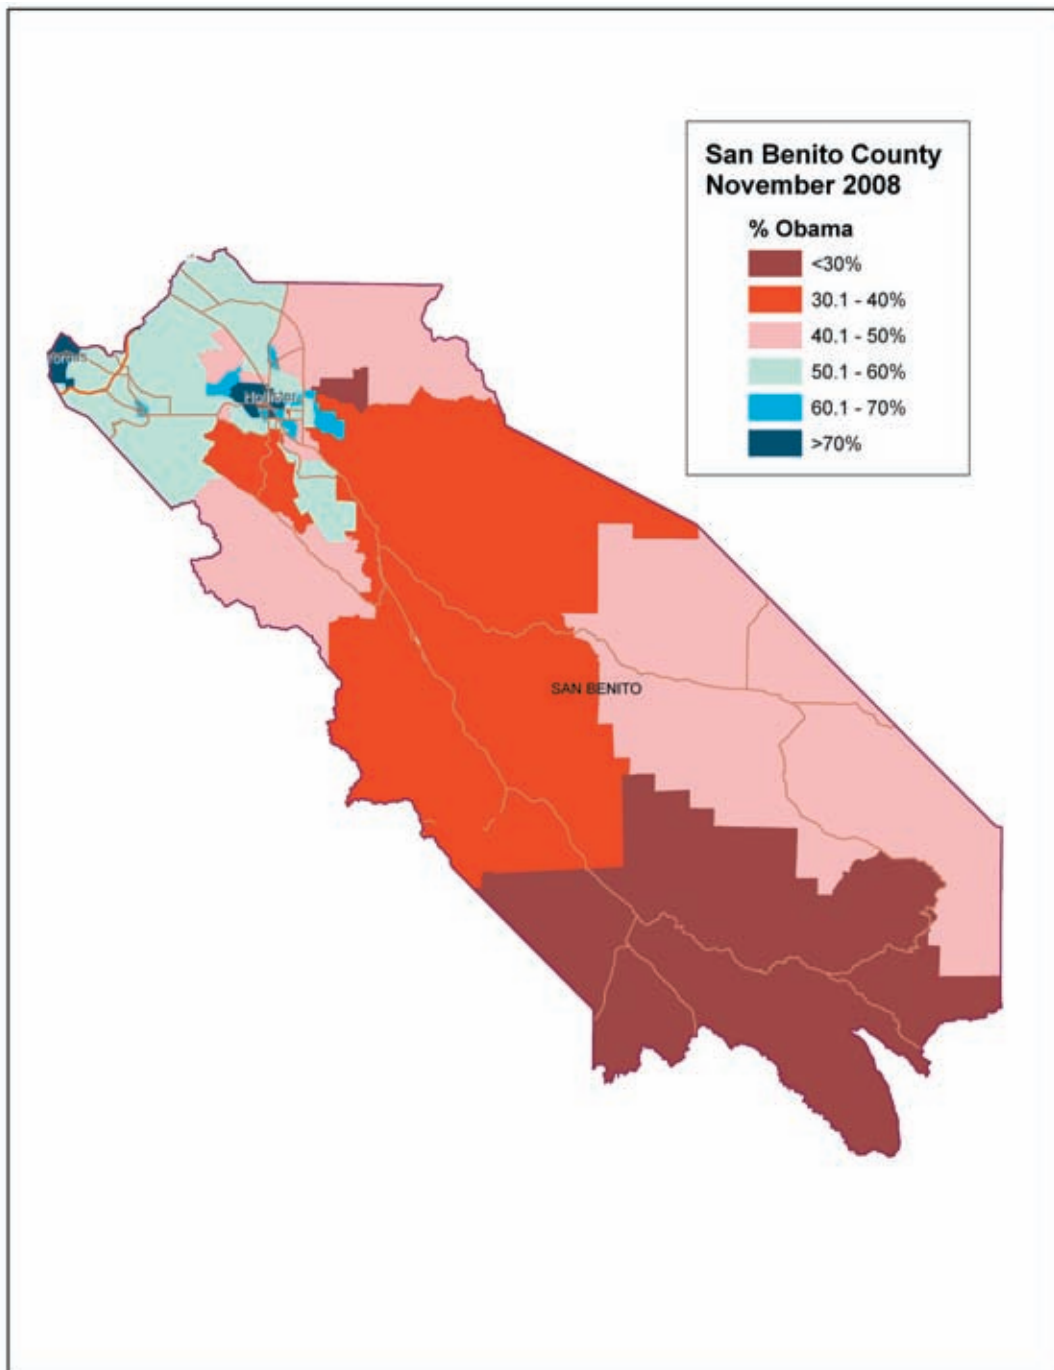 San Benito County
November 2008
% Obama
<30%
30.1 - 40%
40.1 - 50%
50.1 - 60%
60.1 - 70%
>70%
Hollister
SAN BENITO